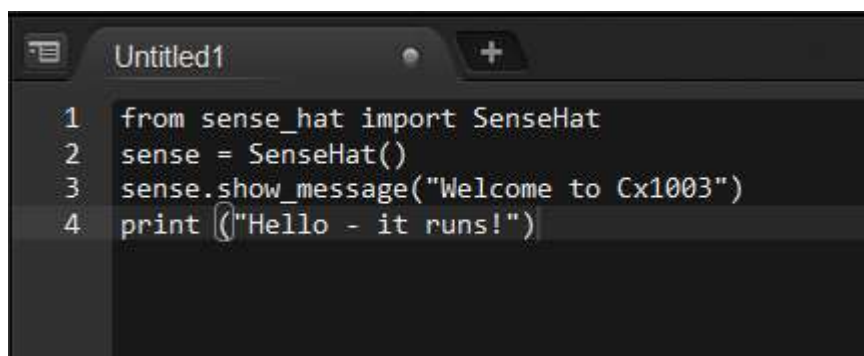 Untitled1
1 from sense_hat import SenseHat
2 sense = SenseHat()
3 sense.show_message("Welcome to Cx1003")
4 print ("Hello - it runs!")